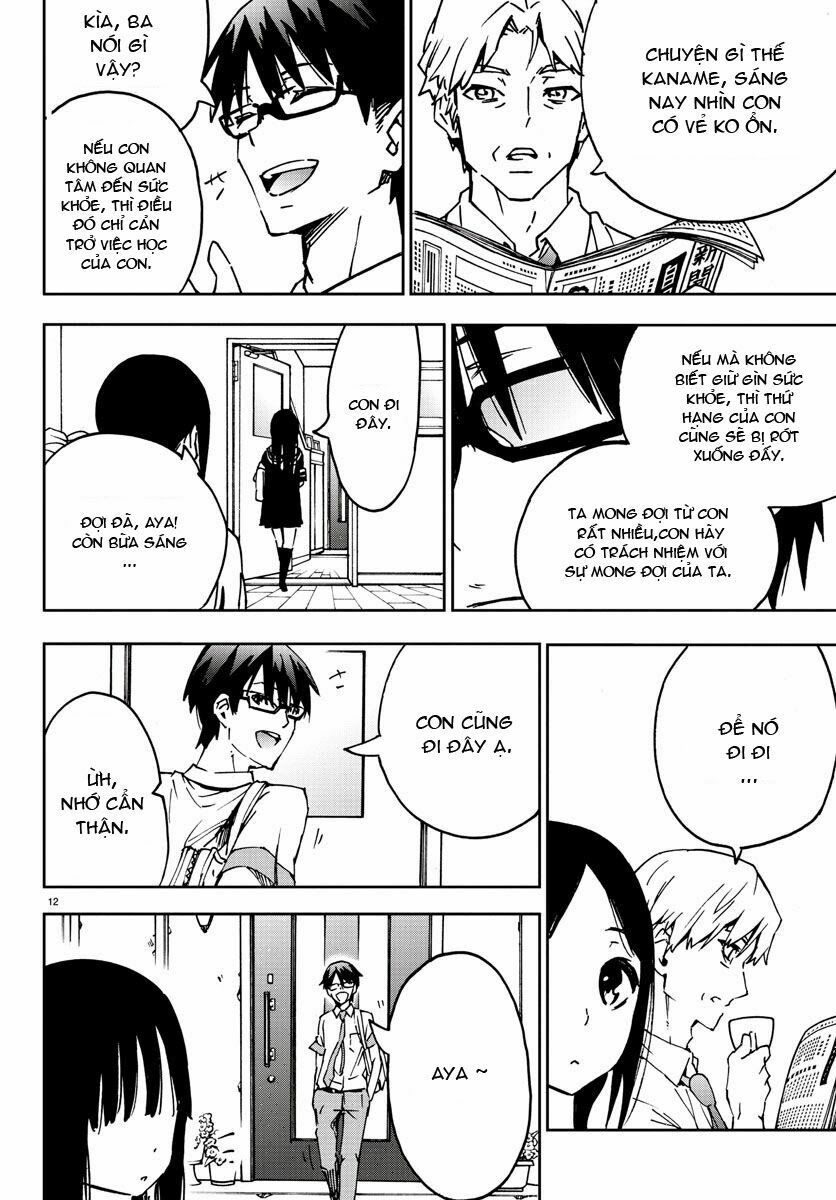 CHUYỆN GÌ THẾ
KANAME, SÁNG
NAY NHÌN CON
CÓ VẺ KO ỔN.
新聞
KÌA, BA
NÓI GÌ
VẬY?
NẾU CON
KHÔNG QUAN
TÂM ĐẾN SỨC
KHỎE, THÌ ĐIỀU
ĐÓ CHỈ CẢN
TRỞ VIỆC HỌC
CỦA CON.
NẾU MÀ KHÔNG
BIẾT GIỮ GÌN SỨC
KHỎE, THÌ THỨ
HẠNG CỦA CON
CŨNG SẼ BỊ RỚT
XUỐNG ĐẤY.
TA MONG ĐỢI TỪ CON
RẤT NHIỀU,CON HÃY
CÓ TRÁCH NHIỆM VỚI
SỰ MONG ĐỢI CỦA TA.
CON ĐI
ĐÂY.
ĐỢI ĐÃ, AYA!
CÒN BỮA SÁNG
...
ĐỂ NÓ
ĐI ĐI
...
CON CŨNG
ĐI ĐÂY Ạ.
ỪH,
NHỚ CẨN
THẬN.
12
AYA ~